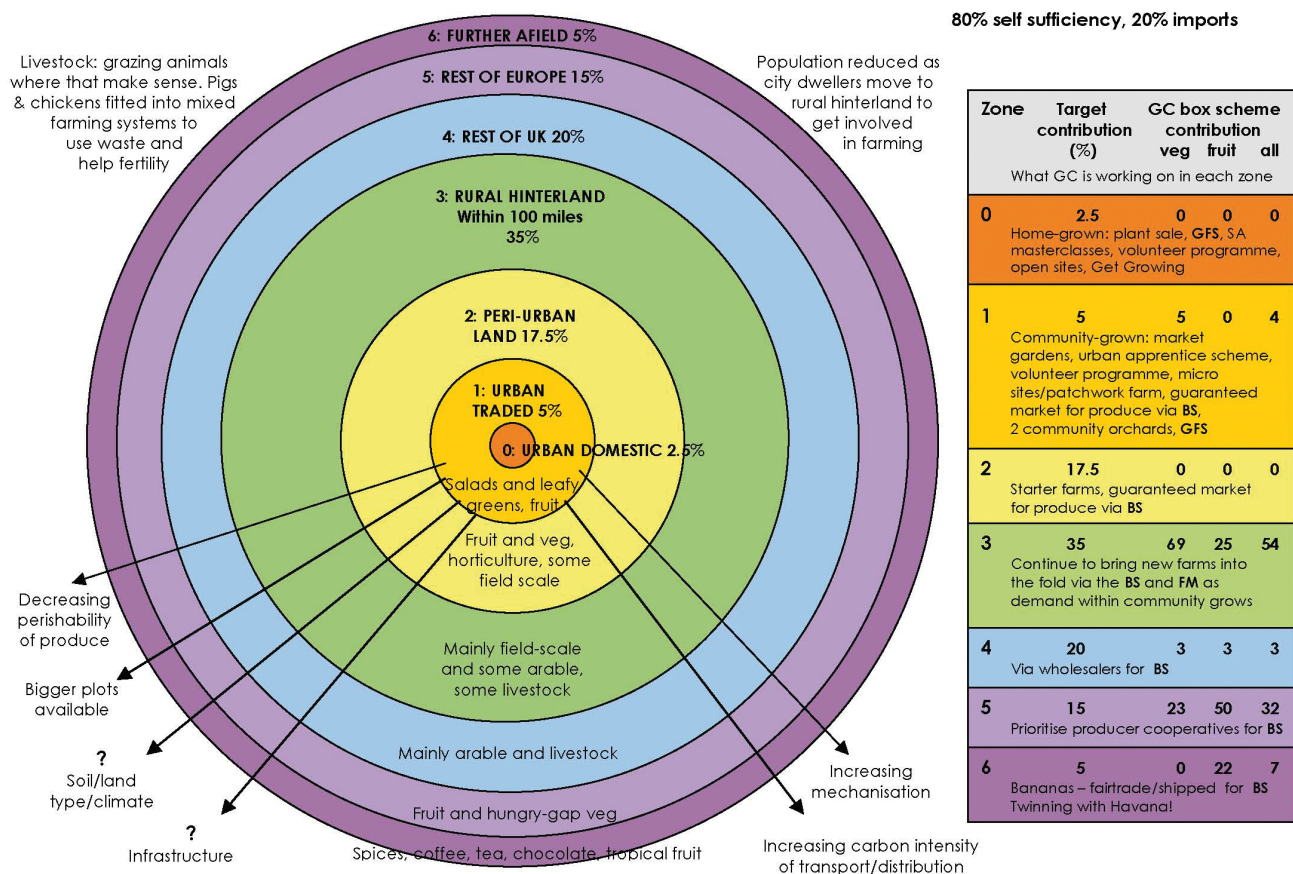 80% self sufficiency, 20% imports
Livestock: grazing animals
where that make sense. Pigs
& chickens fitted into mixed
farming systems to
use waste and
help fertility
Population reduced as
city dwellers move to
rural hinterland to
get involved
in farming
6: FURTHER AFIELD 5%
5: REST OF EUROPE 15%
4: REST OF UK 20%
3: RURAL HINTERLAND
Within 100 miles
35%
2: PERI-URBAN
LAND 17.5%
1: URBAN
TRADED 5%
0: URBAN DOMESTIC 2.5%
Salads and leafy
greens, fruit
Fruit and veg,
horticulture, some
field scale
Mainly field-scale
and some arable,
some livestock
Mainly arable and livestock
Fruit and hungry-gap veg
Spices, coffee, tea, chocolate, tropical fruit
Decreasing
perishability
of produce
Bigger plots
available
?
Soil/land
type/climate
?
Infrastructure
Increasing
mechanisation
Increasing carbon intensity
of transport/distribution
Zone Target GC box scheme
contribution contribution
(%) veg fruit all
What GC is working on in each zone
0 2.5 0 0 0
Home-grown: plant sale, GFS, SA
masterclasses, volunteer programme,
open sites, Get Growing
1 5 5 0 4
Community-grown: market
gardens, urban apprentice scheme,
volunteer programme, micro
sites/patchwork farm, guaranteed
market for produce via BS,
2 community orchards, GFS
2 17.5 0 0 0
Starter farms, guaranteed market
for produce via BS
3 35 69 25 54
Continue to bring new farms into
the fold via the BS and FM as
demand within community grows
4 20 3 3 3
Via wholesalers for BS
5 15 23 50 32
Prioritise producer cooperatives for BS
6 5 0 22 7
Bananas – fairtrade/shipped for BS
Twinning with Havana!